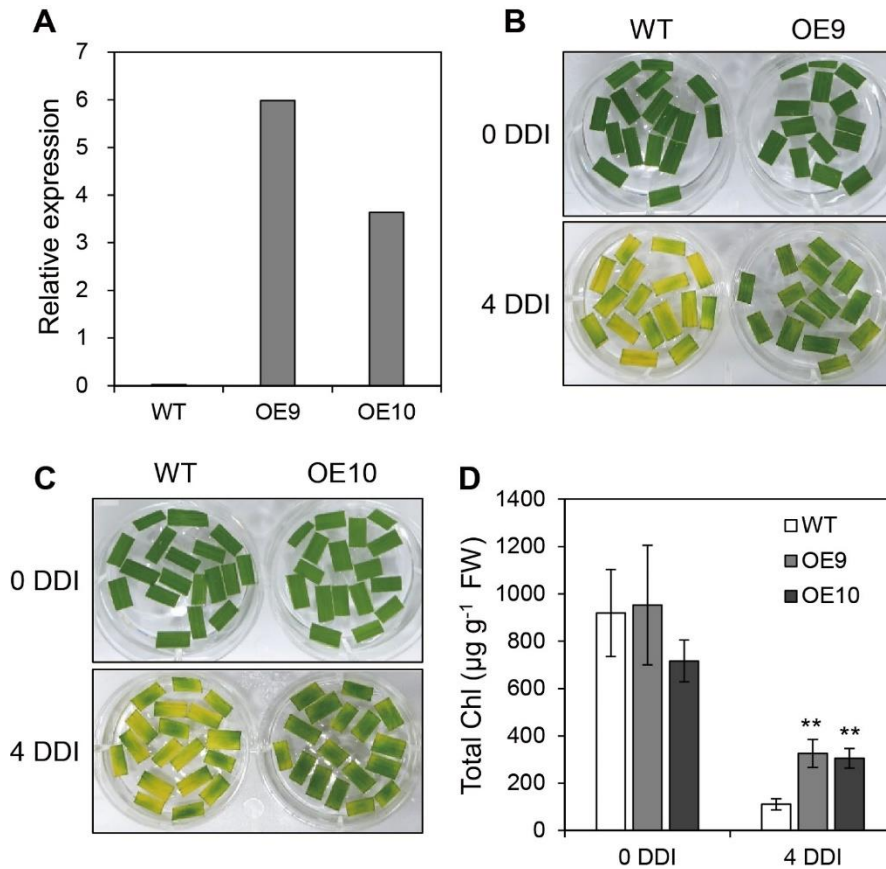 A
7
6
5
4
3
2
1
0
Relative expression
WT OE9 OE10
B
WT OE9
0 DDI
4 DDI
C
WT OE10
0 DDI
4 DDI
D
1400
1200
1000
800
600
400
200
0
Total Chl (µg g⁻¹ FW)
WT
OE9
OE10
** **
0 DDI 4 DDI